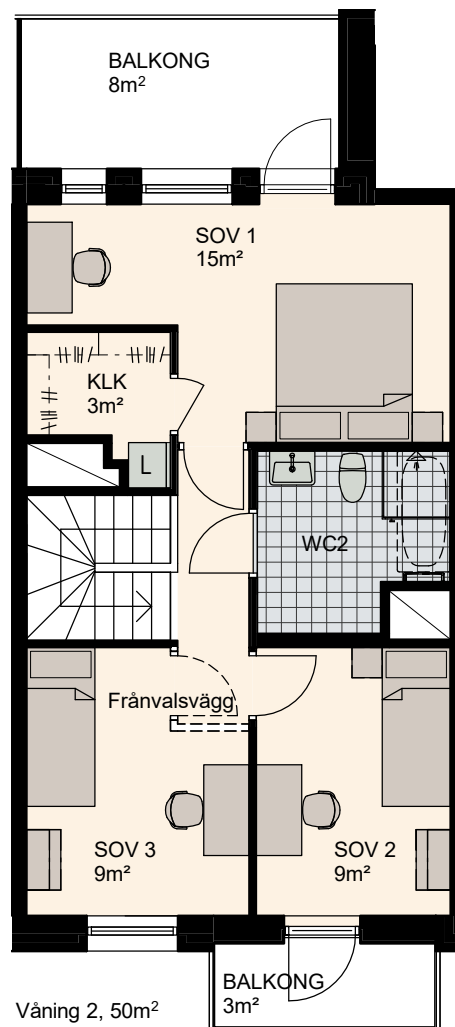 BALKONG
8m²
SOV 1
15m²
KLK
3m²
L
WC2
Frånvalsvägg
SOV 3
9m²
SOV 2
9m²
BALKONG
3m²
Våning 2, 50m²